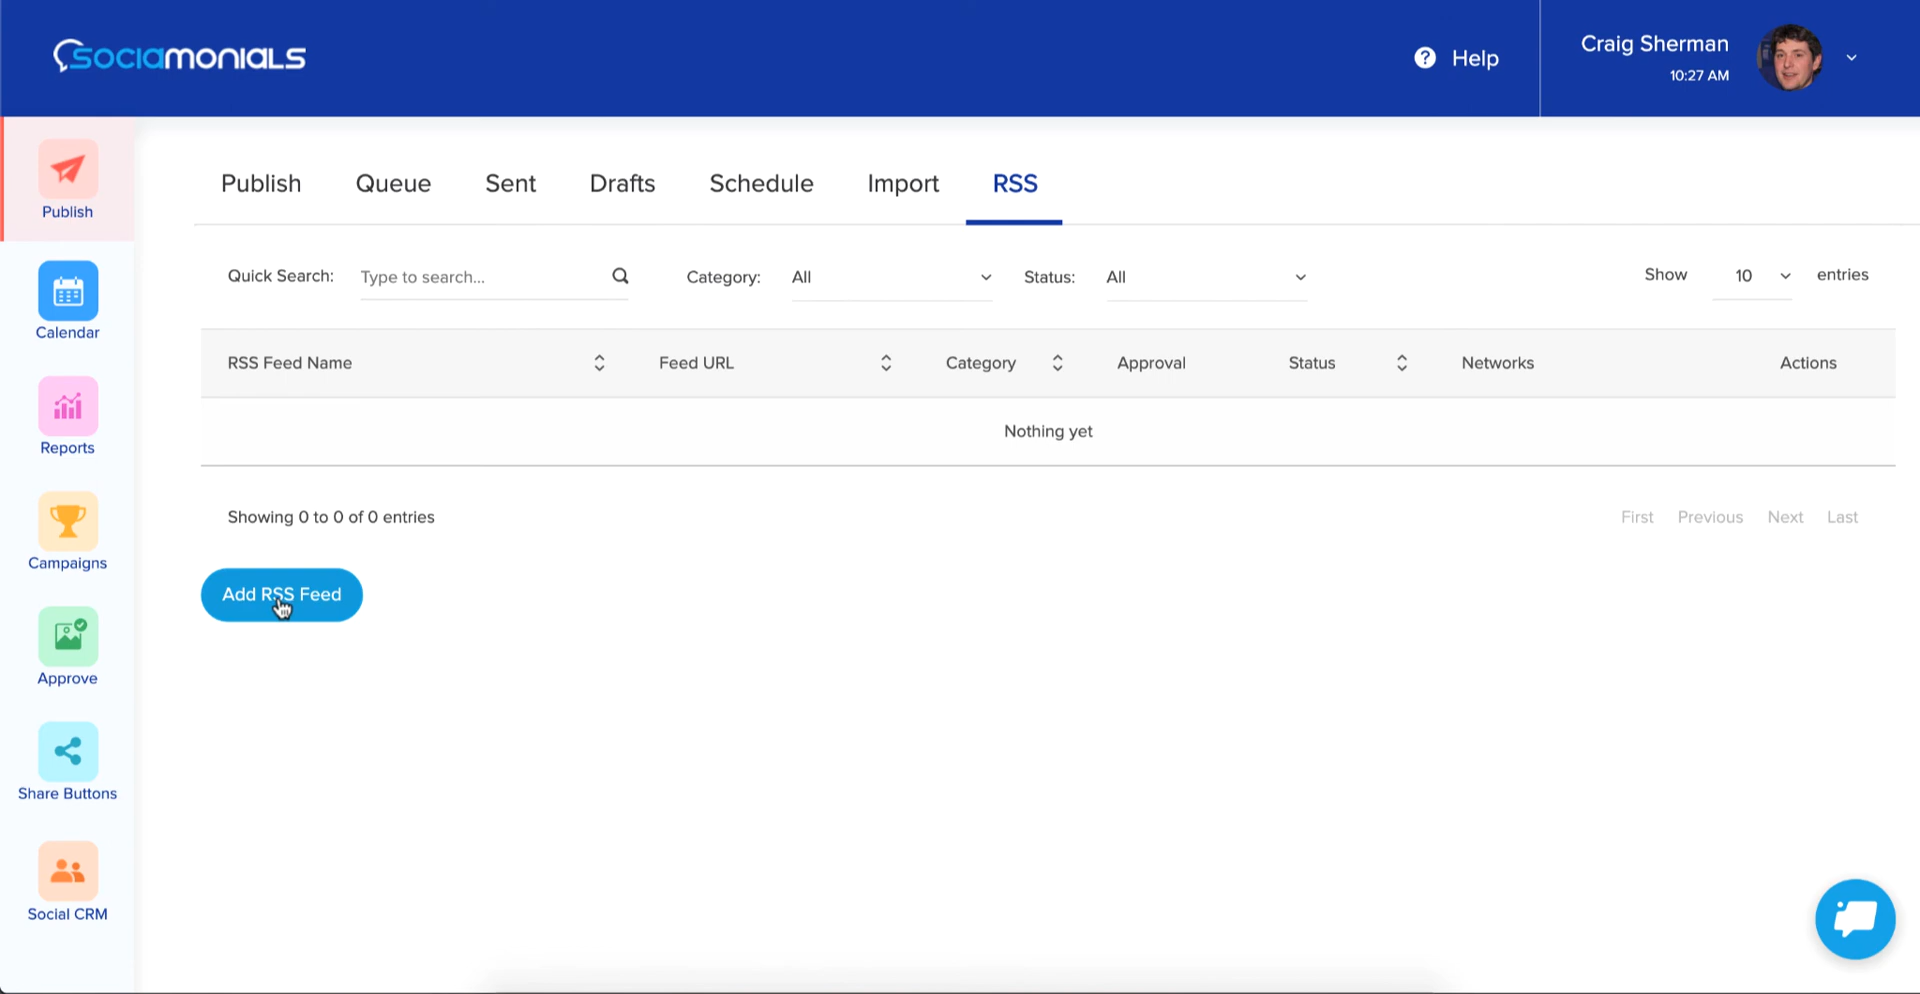 Sociamonials
Help
Craig Sherman
10:27 AM
Publish
Calendar
Reports
Campaigns
Approve
Share Buttons
Social CRM
Publish Queue Sent Drafts Schedule Import RSS
Quick Search: Type to search... Category: All Status: All Show 10 entries
RSS Feed Name Feed URL Category Approval Status Networks Actions
Nothing yet
Showing 0 to 0 of 0 entries First Previous Next Last
Add RSS Feed